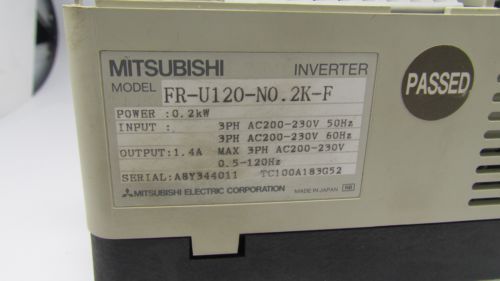 MITSUBISHI INVERTER
MODEL FR-U120-N0.2K-F
PASSED
POWER :0.2kW
INPUT : 3PH AC200-230V 50Hz
3PH AC200-230V 60Hz
OUTPUT:1.4A MAX 3PH AC200-230V
0.5-120Hz
SERIAL:A8Y344011 TC100A183G52
MITSUBISHI ELECTRIC CORPORATION MADE IN JAPAN